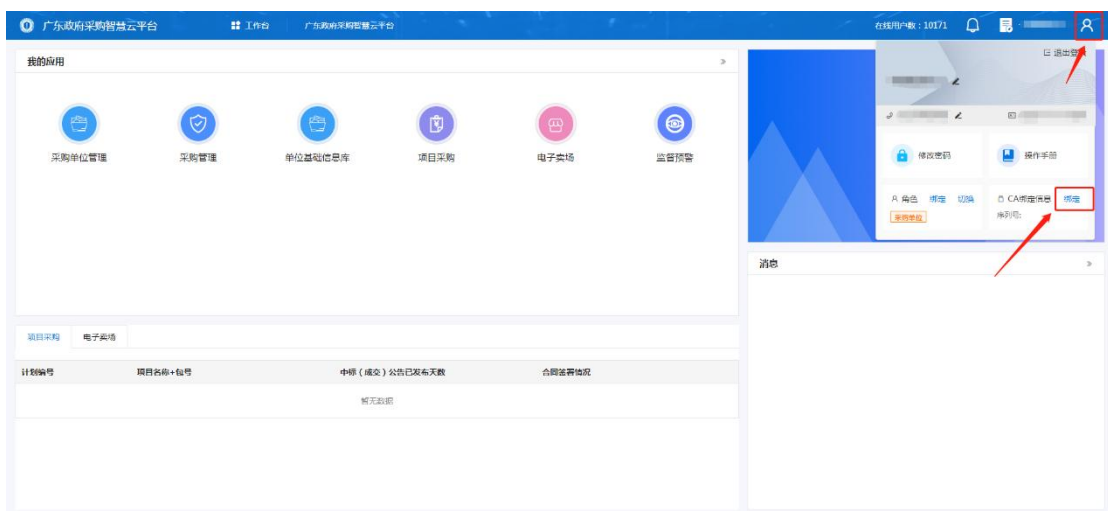 广东政府采购智慧云平台 工作台 广东政府采购智慧云平台 在线用户数：10171
我的应用 »
退出登录
采购单位管理 采购管理 单位基础信息库 项目采购 电子卖场 监督预警
修改密码 操作手册
角色 绑定 切换 CA绑定信息 绑定
采购单位 序列号:
消息 »
项目采购 电子卖场
计划编号 项目名称+包号 中标（成交）公告已发布天数 合同签署情况
暂无数据